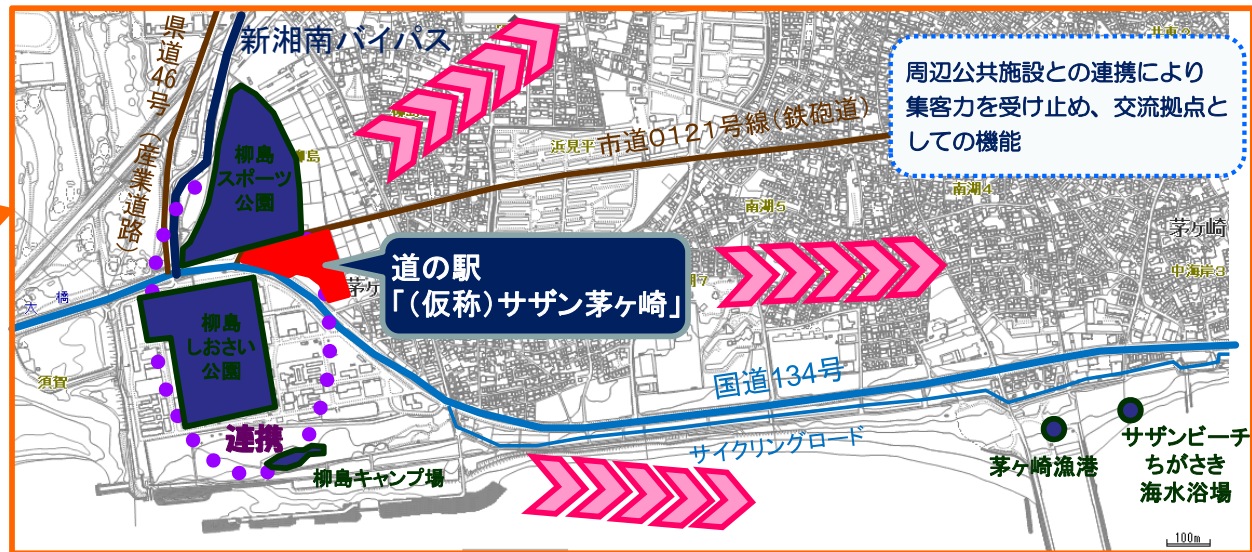 新湘南バイパス
県道46号(産業道路)
周辺公共施設との連携により
集客力を受け止め、交流拠点と
しての機能
市道0121号線(鉄砲道)
浜見平
柳島
柳島
スポーツ
公園
南湖4
南湖5
茅ヶ崎
中海岸3
道の駅
「(仮称)サザン茅ヶ崎」
茅ヶ
大橋
柳島
しおさい
公園
須賀
国道134号
サイクリングロード
連携
柳島キャンプ場
茅ヶ崎漁港
サザンビーチ
ちがさき
海水浴場
100m